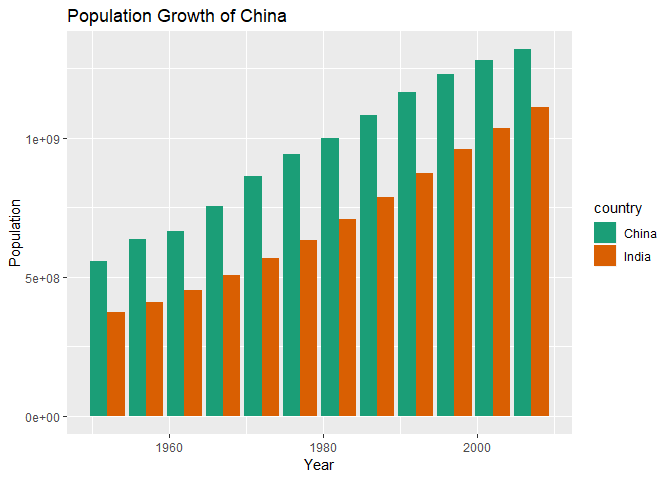 Population Growth of China
Population
1e+09
5e+08
0e+00
1960 1980 2000
Year
country
China
India